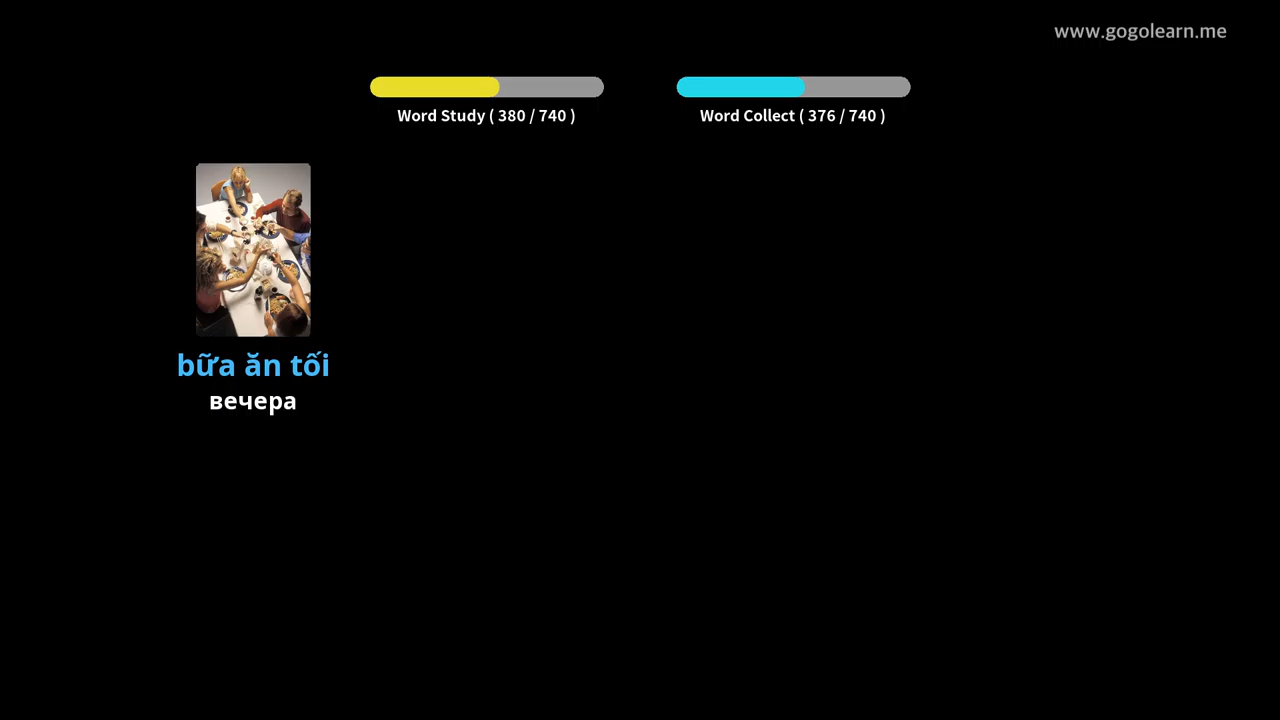 www.gogolearn.me
Word Study ( 380 / 740 )
Word Collect ( 376 / 740 )
bữa ăn tối
вечера